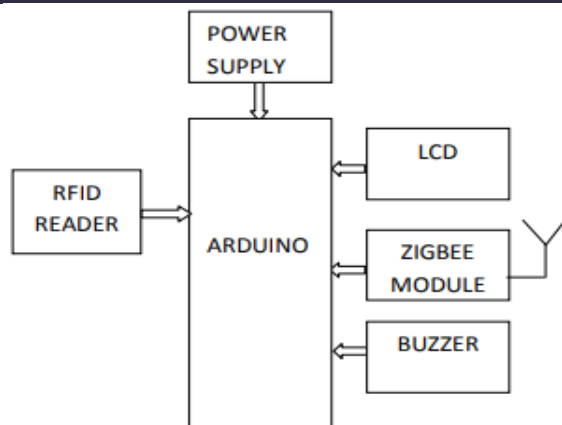 POWER
SUPPLY
LCD
RFID
READER
ARDUINO
ZIGBEE
MODULE
BUZZER